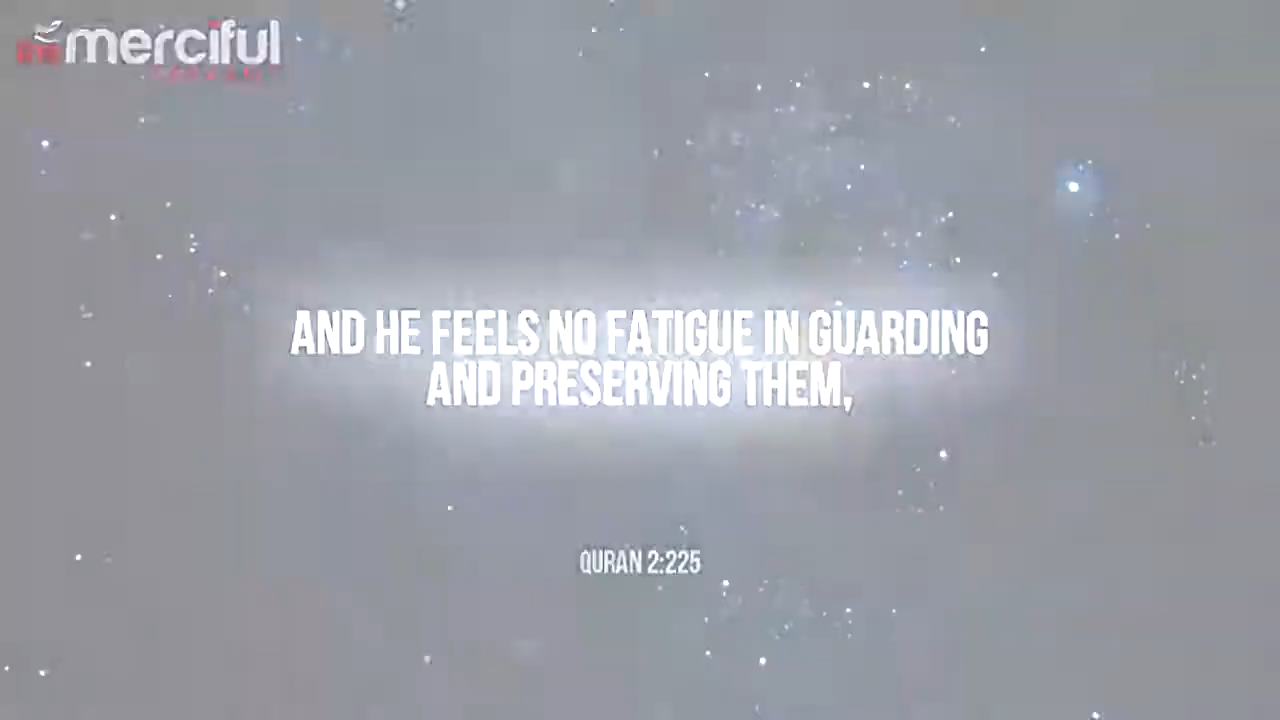 merciful
AND HE FEELS NO FATIGUE IN GUARDING
AND PRESERVING THEM,
QURAN 2:225